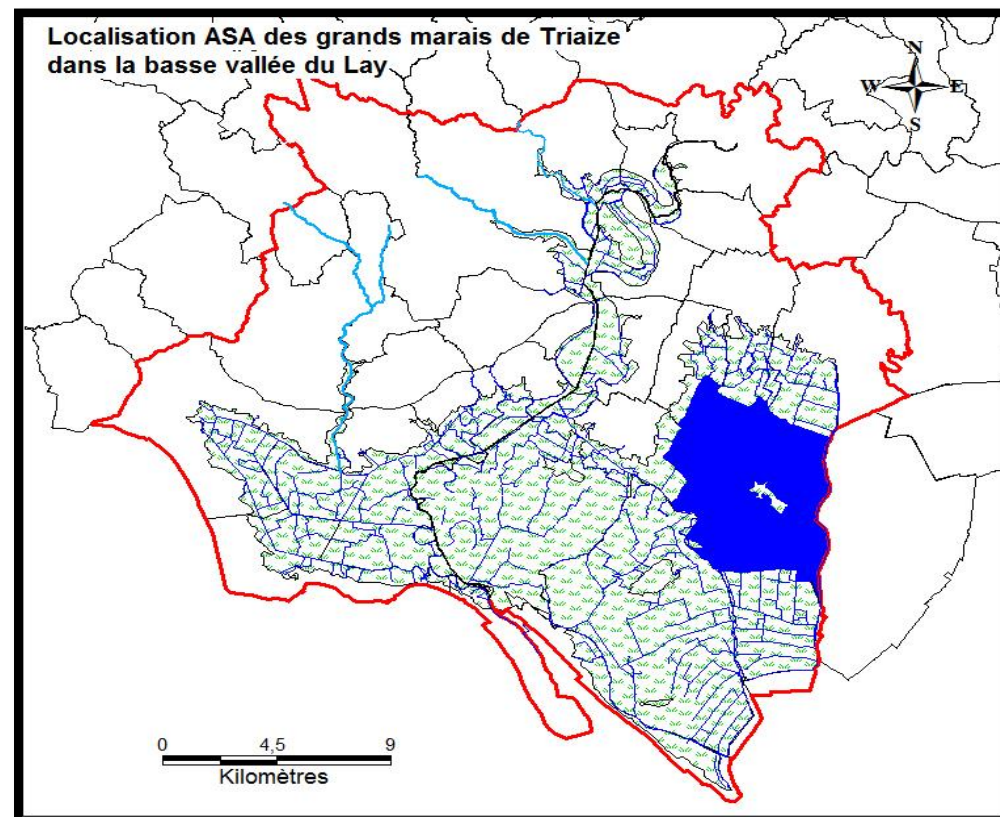 Localisation ASA des grands marais de Triaize
dans la basse vallée du Lay
N
W E
S
0 4,5 9
Kilomètres